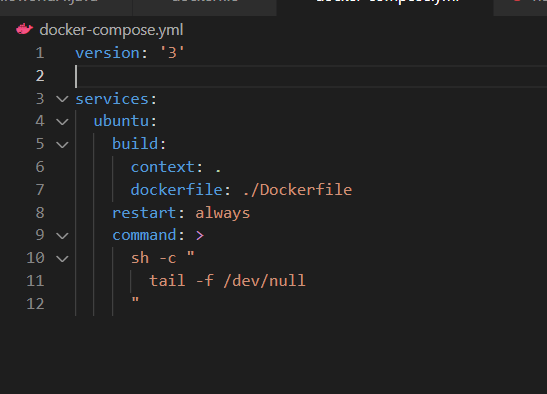 docker-compose.yml
1 version: '3'
2
3 services:
4 ubuntu:
5 build:
6 context: .
7 dockerfile: ./Dockerfile
8 restart: always
9 command: >
10 sh -c "
11 tail -f /dev/null
12 "